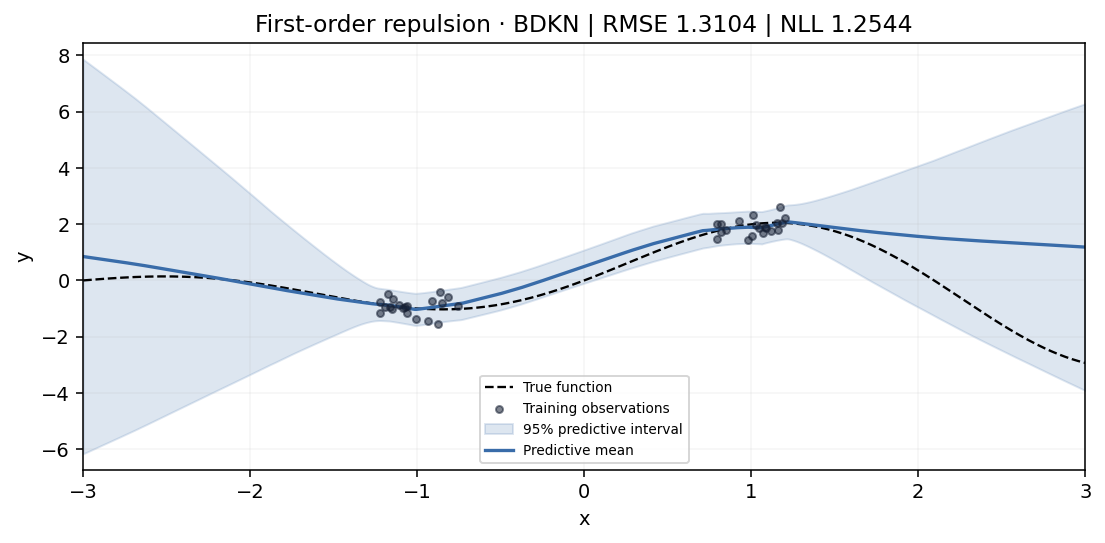 First-order repulsion · BDKN | RMSE 1.3104 | NLL 1.2544
y
8
6
4
2
0
−2
−4
−6
True function
Training observations
95% predictive interval
Predictive mean
−3 −2 −1 0 1 2 3
x